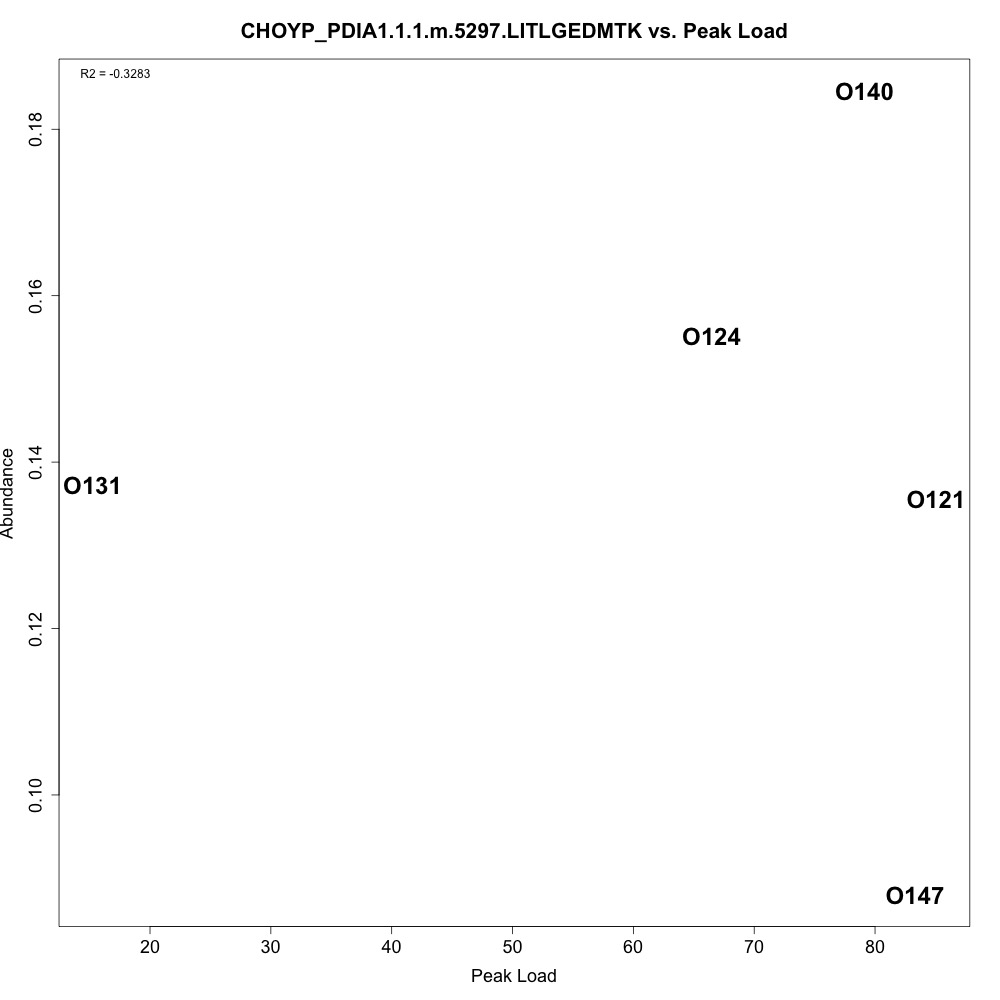 CHOYP_PDIA1.1.1.m.5297.LITLGEDMTK vs. Peak Load
R2 = -0.3283
O140
0.18
0.16
O124
0.14
O131
O121
Abundance
0.12
0.10
O147
20 30 40 50 60 70 80
Peak Load